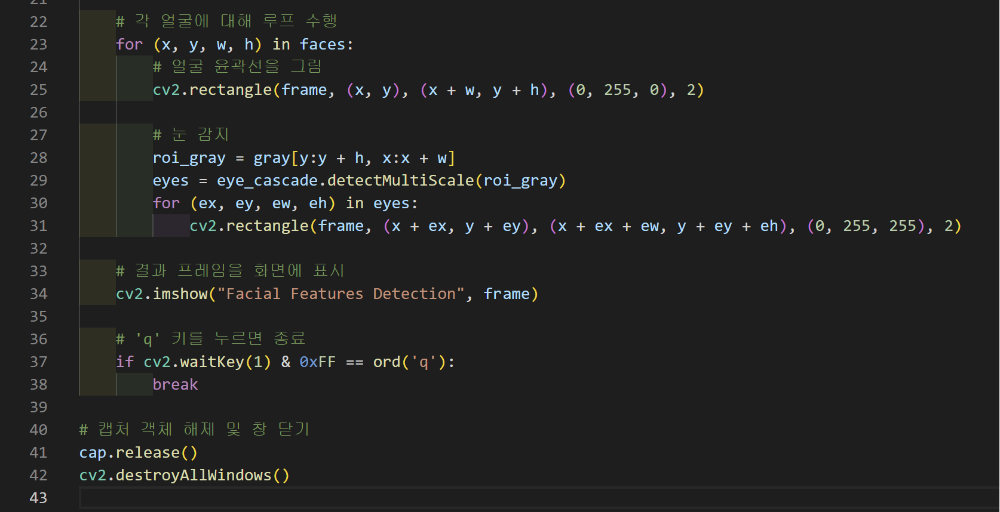 21
22 # 각 얼굴에 대해 루프 수행
23 for (x, y, w, h) in faces:
24 # 얼굴 윤곽선을 그림
25 cv2.rectangle(frame, (x, y), (x + w, y + h), (0, 255, 0), 2)
26
27 # 눈 감지
28 roi_gray = gray[y:y + h, x:x + w]
29 eyes = eye_cascade.detectMultiScale(roi_gray)
30 for (ex, ey, ew, eh) in eyes:
31 cv2.rectangle(frame, (x + ex, y + ey), (x + ex + ew, y + ey + eh), (0, 255, 255), 2)
32
33 # 결과 프레임을 화면에 표시
34 cv2.imshow("Facial Features Detection", frame)
35
36 # 'q' 키를 누르면 종료
37 if cv2.waitKey(1) & 0xFF == ord('q'):
38 break
39
40 # 캡처 객체 해제 및 창 닫기
41 cap.release()
42 cv2.destroyAllWindows()
43